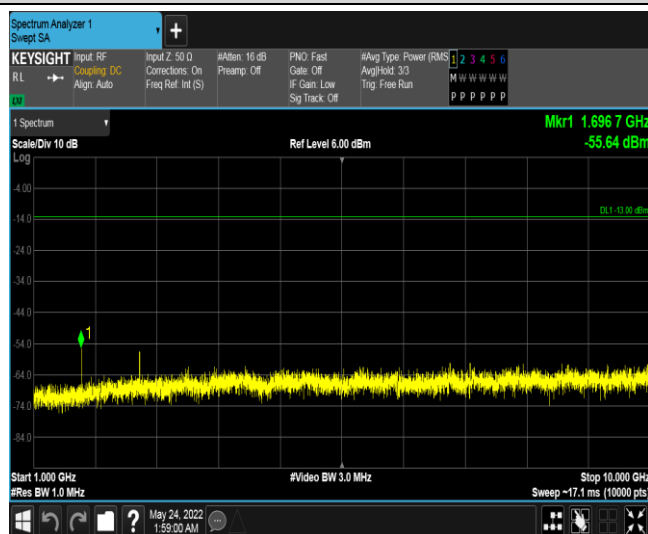 Spectrum Analyzer 1
Swept SA
KEYSIGHT
RL
LXI
Input: RF
Coupling: DC
Align: Auto
Input Z: 50 Ω
Corrections: On
Freq Ref: Int (S)
#Atten: 16 dB
Preamp: Off
PNO: Fast
Gate: Off
IF Gain: Low
Sig Track: Off
#Avg Type: Power (RMS
Avg|Hold: 3/3
Trig: Free Run
1 2 3 4 5 6
M W W W W W
P P P P P P
1 Spectrum
Mkr1 1.696 7 GHz
Scale/Div 10 dB
Ref Level 6.00 dBm
-55.64 dBm
Log
-4.00
DL1 -13.00 dBm
-14.0
-24.0
-34.0
-44.0
1
-54.0
-64.0
-74.0
-84.0
Start 1.000 GHz
#Video BW 3.0 MHz
Stop 10.000 GHz
#Res BW 1.0 MHz
Sweep ~17.1 ms (10000 pts)
?
May 24, 2022
1:59:00 AM